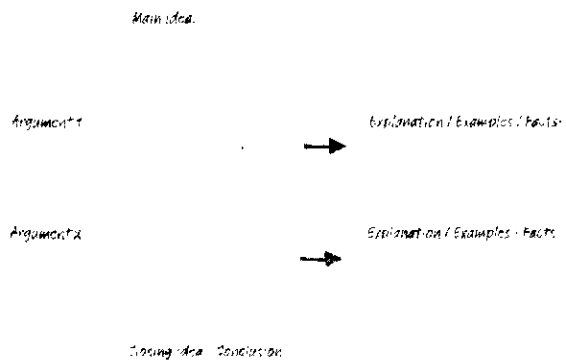 Main idea
Argument 1
Explanation / Examples / Facts
Argument 2
Explanation / Examples / Facts
Closing idea Conclusion